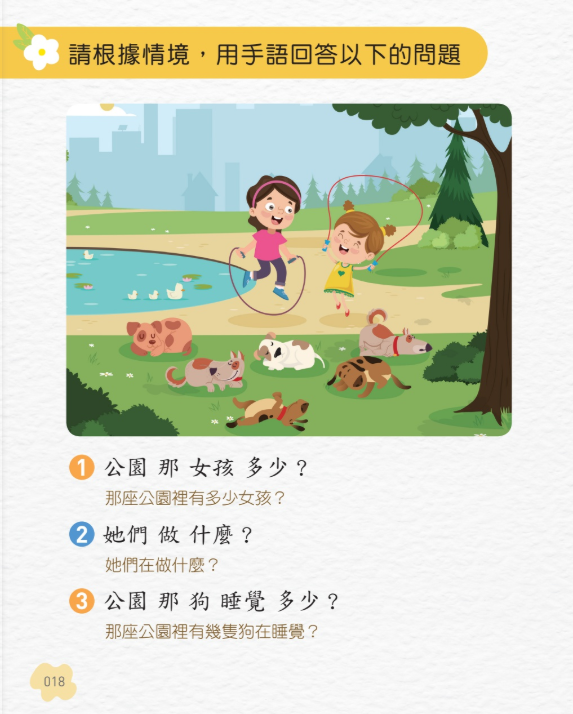 請根據情境，用手語回答以下的問題
1 公園 那 女孩 多少？
那座公園裡有多少女孩？
2 她們 做 什麼？
她們在做什麼？
3 公園 那 狗 睡覺 多少？
那座公園裡有幾隻狗在睡覺？
018